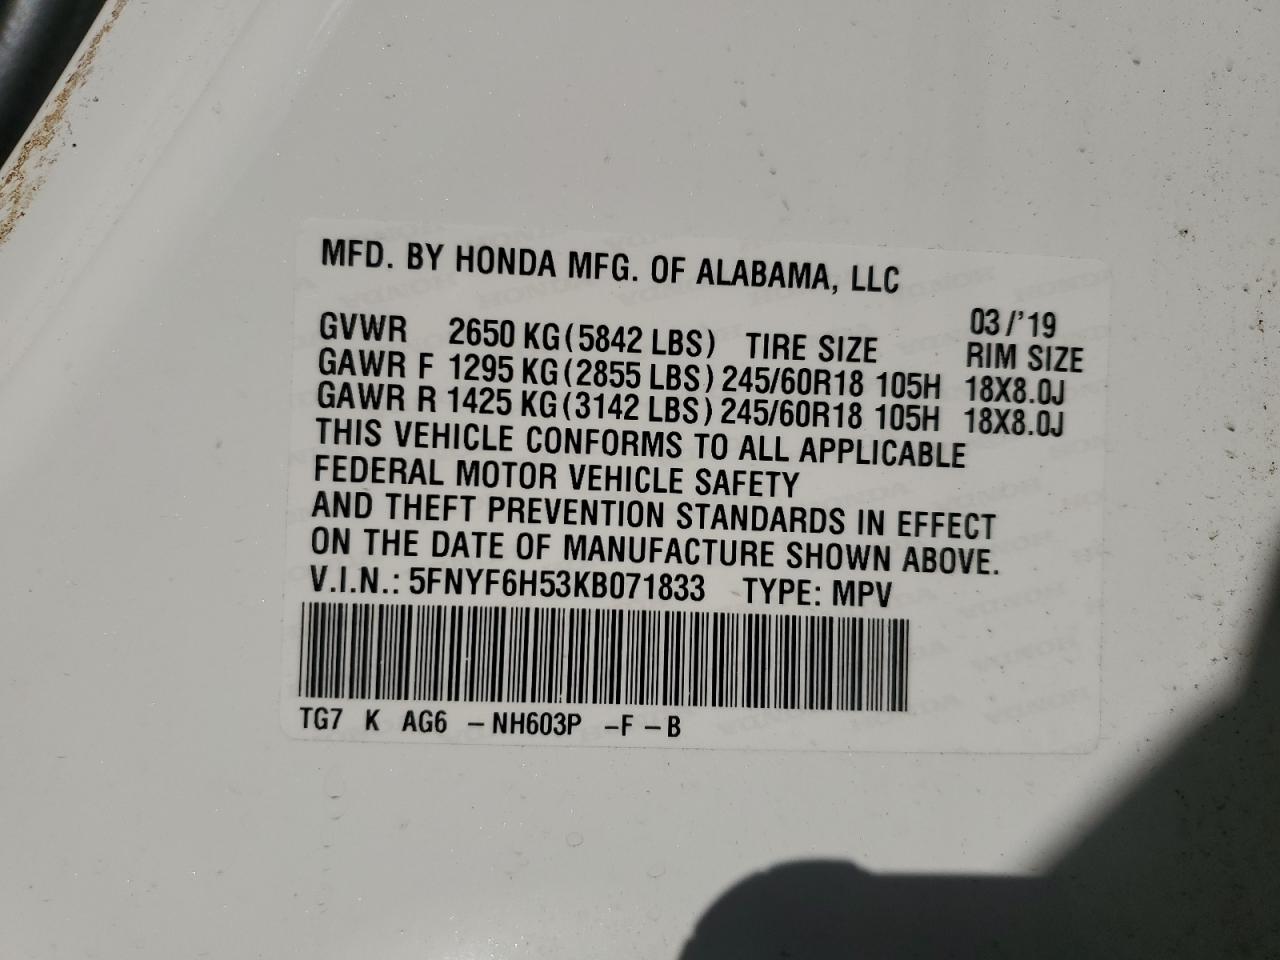 MFD. BY HONDA MFG. OF ALABAMA, LLC
03/'19
GVWR 2650 KG(5842 LBS) TIRE SIZE RIM SIZE
GAWR F 1295 KG(2855 LBS) 245/60R18 105H 18X8.0J
GAWR R 1425 KG(3142 LBS) 245/60R18 105H 18X8.0J
THIS VEHICLE CONFORMS TO ALL APPLICABLE
FEDERAL MOTOR VEHICLE SAFETY
AND THEFT PREVENTION STANDARDS IN EFFECT
ON THE DATE OF MANUFACTURE SHOWN ABOVE.
V.I.N.: 5FNYF6H53KB071833 TYPE: MPV
TG7 K AG6 -NH603P -F-B